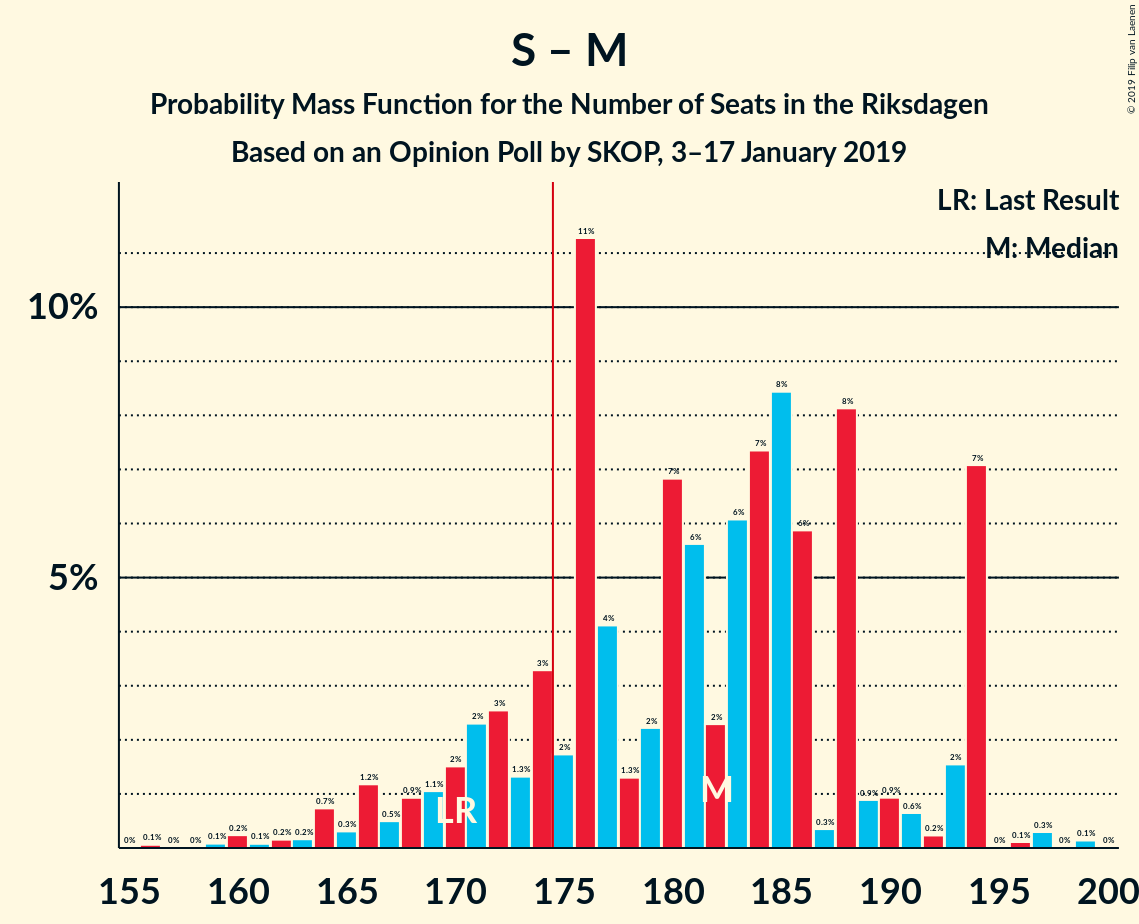 S – M
Probability Mass Function for the Number of Seats in the Riksdagen
Based on an Opinion Poll by SKOP, 3–17 January 2019
© 2019 Filip van Laenen
LR: Last Result
M: Median
10%
5%
0% 0.1% 0% 0% 0.1% 0.2% 0.1% 0.2% 0.2% 0.7% 0.3% 1.2% 0.5% 0.9% 1.1% 2% 2% 3% 1.3% 3% 2% 11% 4% 1.3% 2% 7% 6% 2% 6% 7% 8% 6% 0.3% 8% 0.9% 0.9% 0.6% 0.2% 2% 7% 0% 0.1% 0.3% 0% 0.1% 0%
LR M
155 160 165 170 175 180 185 190 195 200